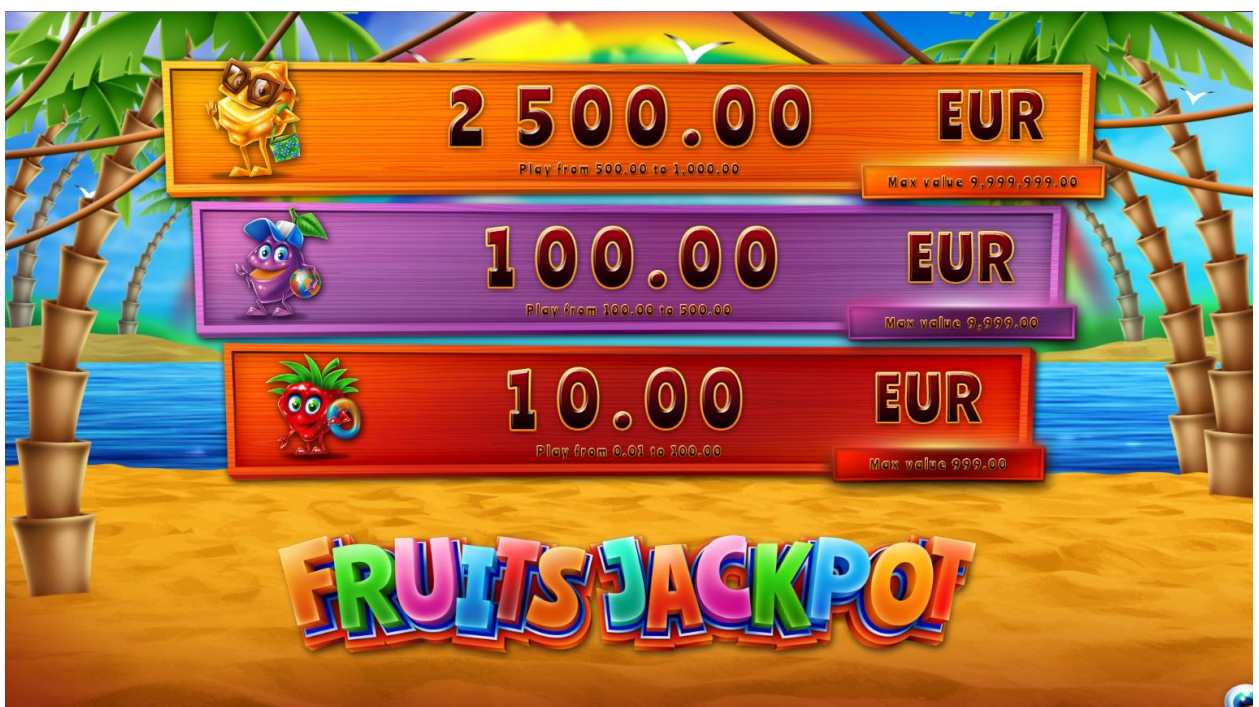 2 500.00 EUR
Play from 500.00 to 1,000.00
Max value 9,999,999.00
100.00 EUR
Play from 100.00 to 500.00
Max value 9,999.00
10.00 EUR
Play from 0.01 to 100.00
Max value 999.00
FRUITS JACKPOT